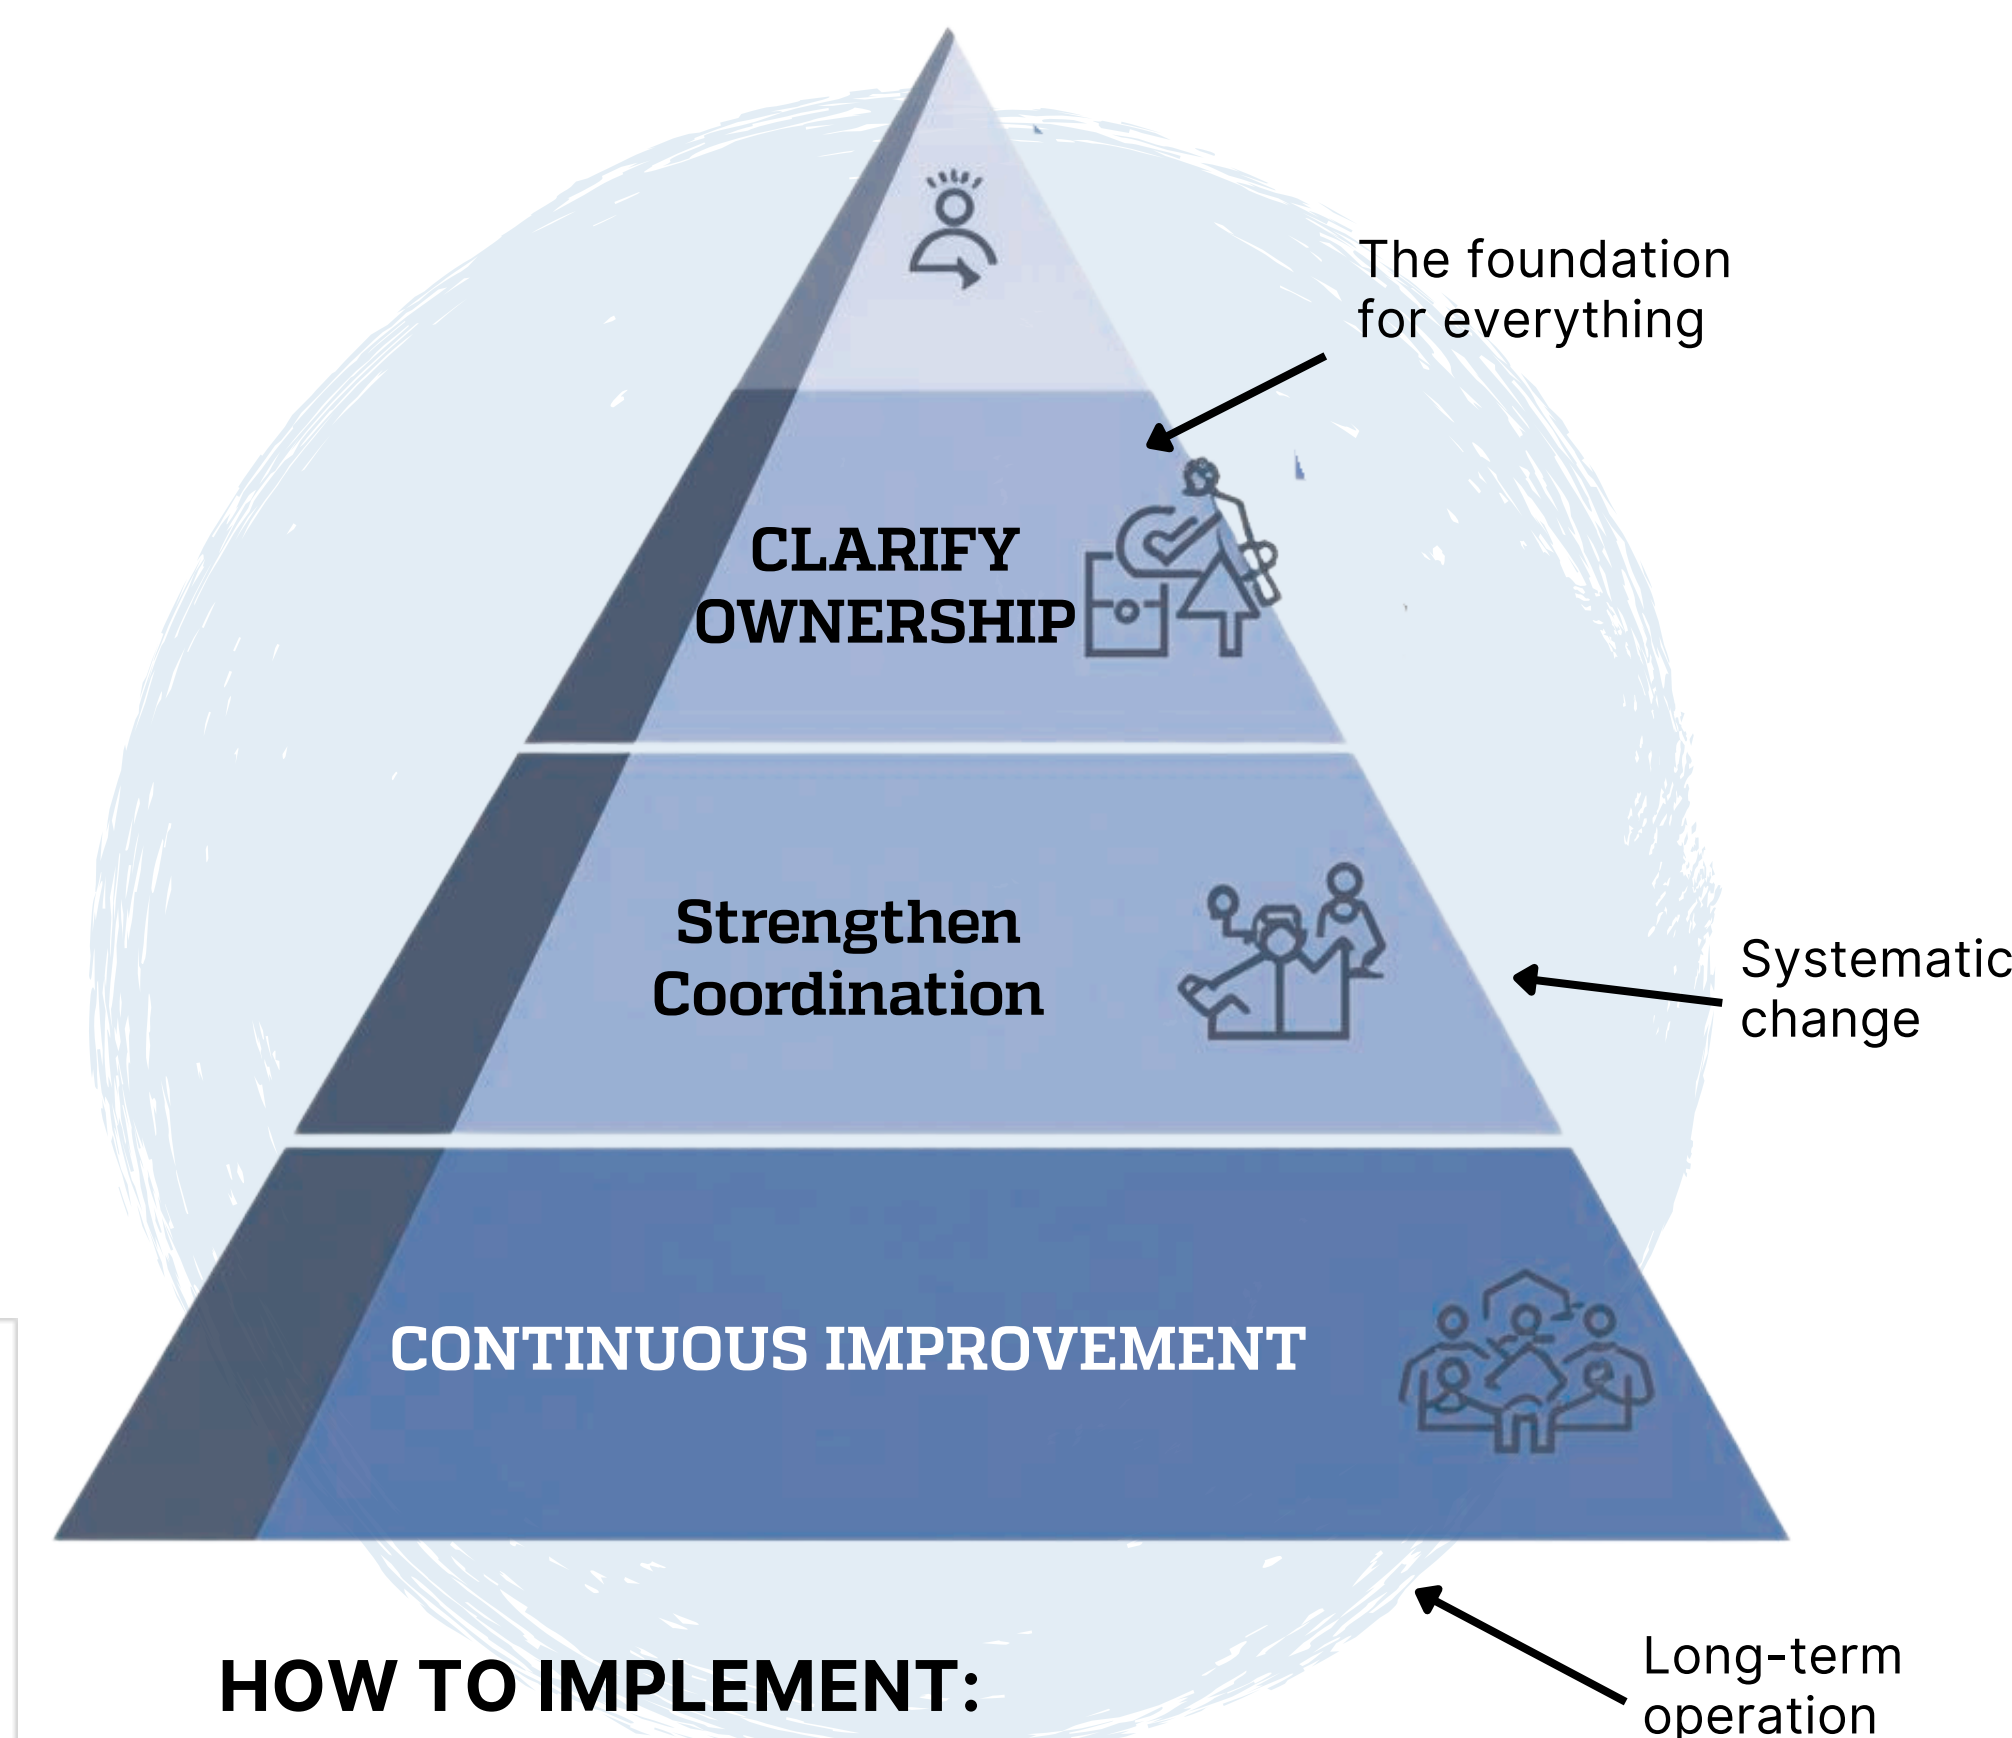 The foundation
for everything
CLARIFY
OWNERSHIP
Strengthen
Coordination
Systematic
change
CONTINUOUS IMPROVEMENT
HOW TO IMPLEMENT:
Long-term
operation